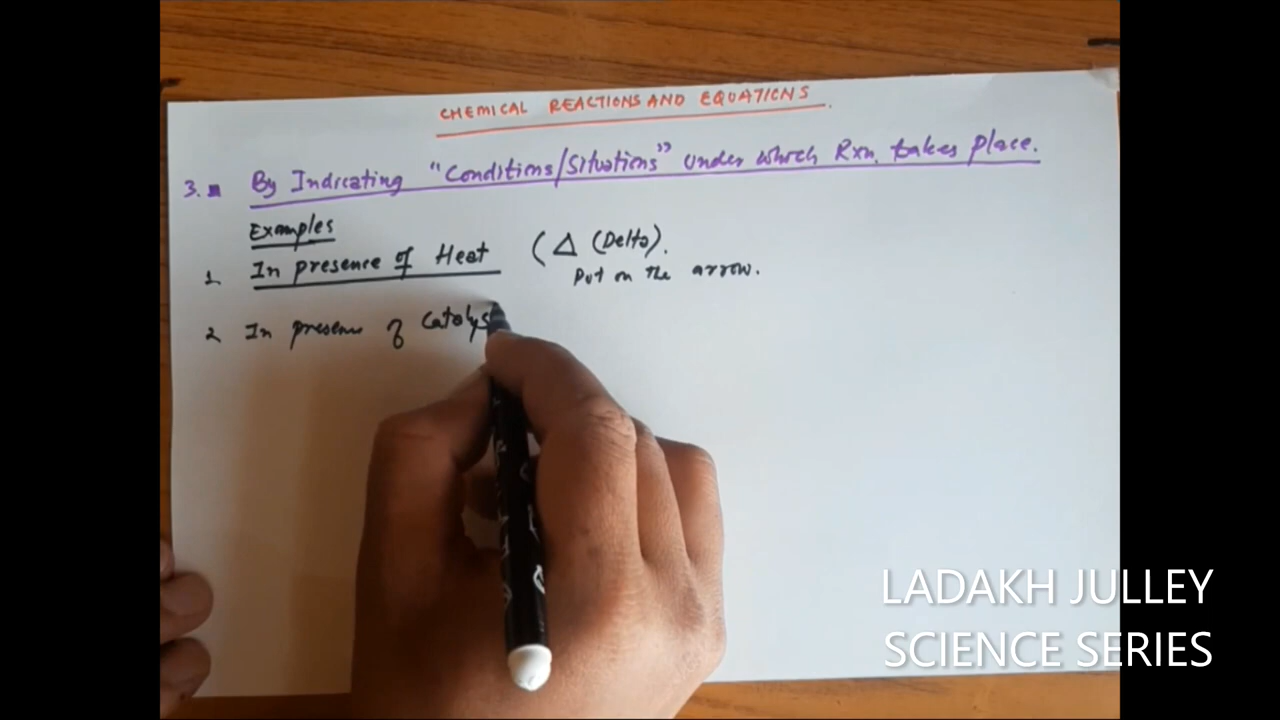 CHEMICAL REACTIONS AND EQUATIONS.
3. By Indicating "Conditions/Situations" Under which Rxn. takes place.
Examples
1. In presence of Heat (Δ (Delta).
Put on the arrow.
2. In presence of Catalys
LADAKH JULLEY
SCIENCE SERIES